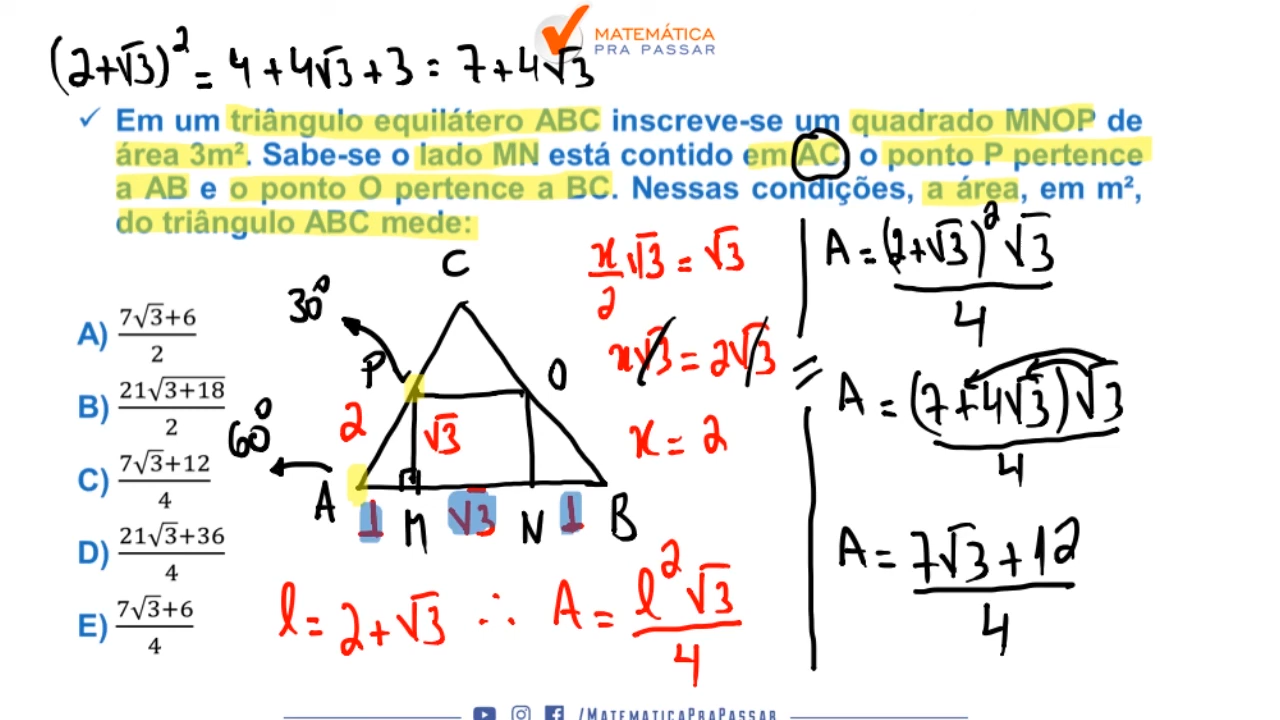 MATEMÁTICA
PRA PASSAR
(2+√3)² = 4+4√3+3 = 7+4√3
✓ Em um triângulo equilátero ABC inscreve-se um quadrado MNOP de
área 3m². Sabe-se o lado MN está contido em AC, o ponto P pertence
a AB e o ponto O pertence a BC. Nessas condições, a área, em m²,
do triângulo ABC mede:
A) (7√3+6)/2
B) (21√(3+18))/2
C) (7√3+12)/4
D) (21√3+36)/4
E) (7√3+6)/4
C
30°
P
O
2
√3
60°
A
1
M
√3
N
1
B
x/2 √3 = √3
x√3 = 2√3
x = 2
l = 2+√3 ∴ A = l²√3/4
A = (2+√3)²√3/4
A = (7+4√3)√3/4
A = 7√3+12/4
/MatematicaPraPassar